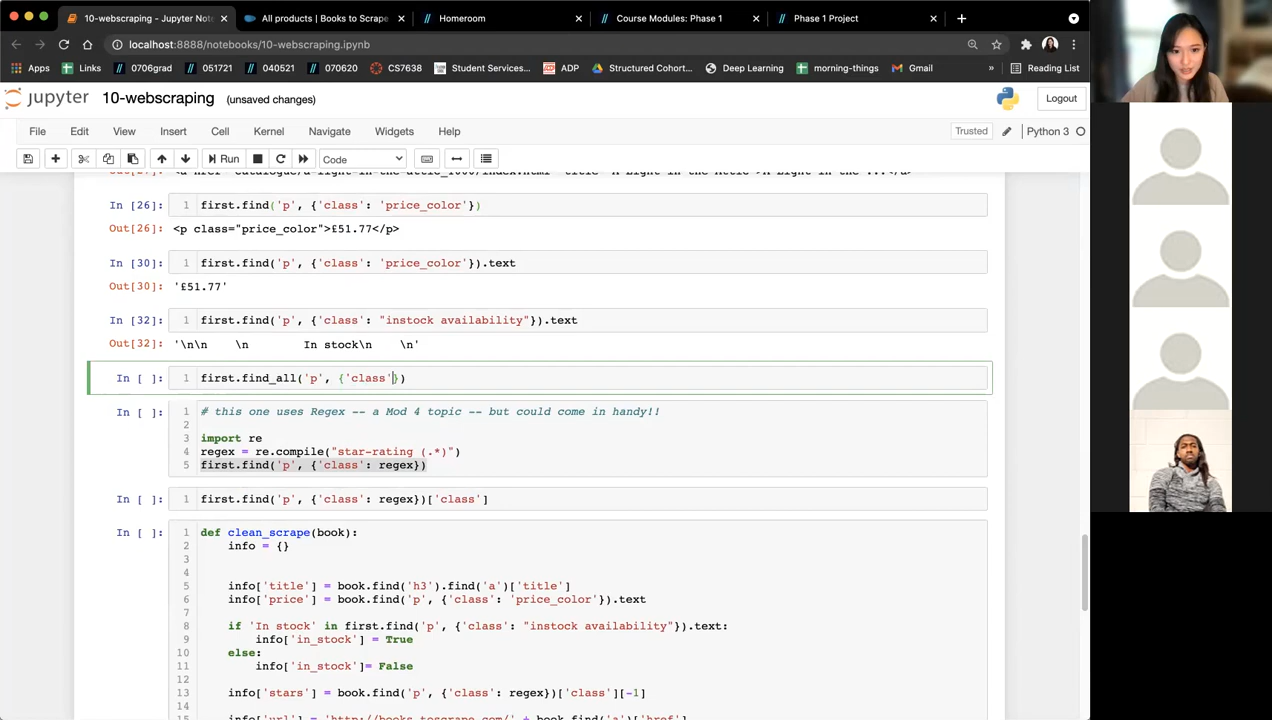 10-webscraping - Jupyter Not
All products | Books to Scrape
Homeroom
Course Modules: Phase 1
Phase 1 Project
localhost:8888/notebooks/10-webscraping.ipynb
Apps Links 0706grad 051721 040521 070620 CS7638 Student Services... ADP Structured Cohort... Deep Learning morning-things Gmail » Reading List
jupyter 10-webscraping (unsaved changes) Logout
File Edit View Insert Cell Kernel Navigate Widgets Help Trusted Python 3
Run Code
In [26]: 1 first.find('p', {'class': 'price_color'})
Out[26]: <p class="price_color">£51.77</p>
In [30]: 1 first.find('p', {'class': 'price_color'}).text
Out[30]: '£51.77'
In [32]: 1 first.find('p', {'class': "instock availability"}).text
Out[32]: '\n\n    \n        In stock\n    \n'
In [ ]: 1 first.find_all('p', {'class'})
In [ ]: 1 # this one uses Regex -- a Mod 4 topic -- but could come in handy!!
2
3 import re
4 regex = re.compile("star-rating (.*)")
5 first.find('p', {'class': regex})
In [ ]: 1 first.find('p', {'class': regex})['class']
In [ ]: 1 def clean_scrape(book):
2 info = {}
3
4
5 info['title'] = book.find('h3').find('a')['title']
6 info['price'] = book.find('p', {'class': 'price_color'}).text
7
8 if 'In stock' in first.find('p', {'class': "instock availability"}).text:
9 info['in_stock'] = True
10 else:
11 info['in_stock']= False
12
13 info['stars'] = book.find('p', {'class': regex})['class'][-1]
14
15 info['url'] = 'http://books.toscrape.com/' + book.find('a')['href']